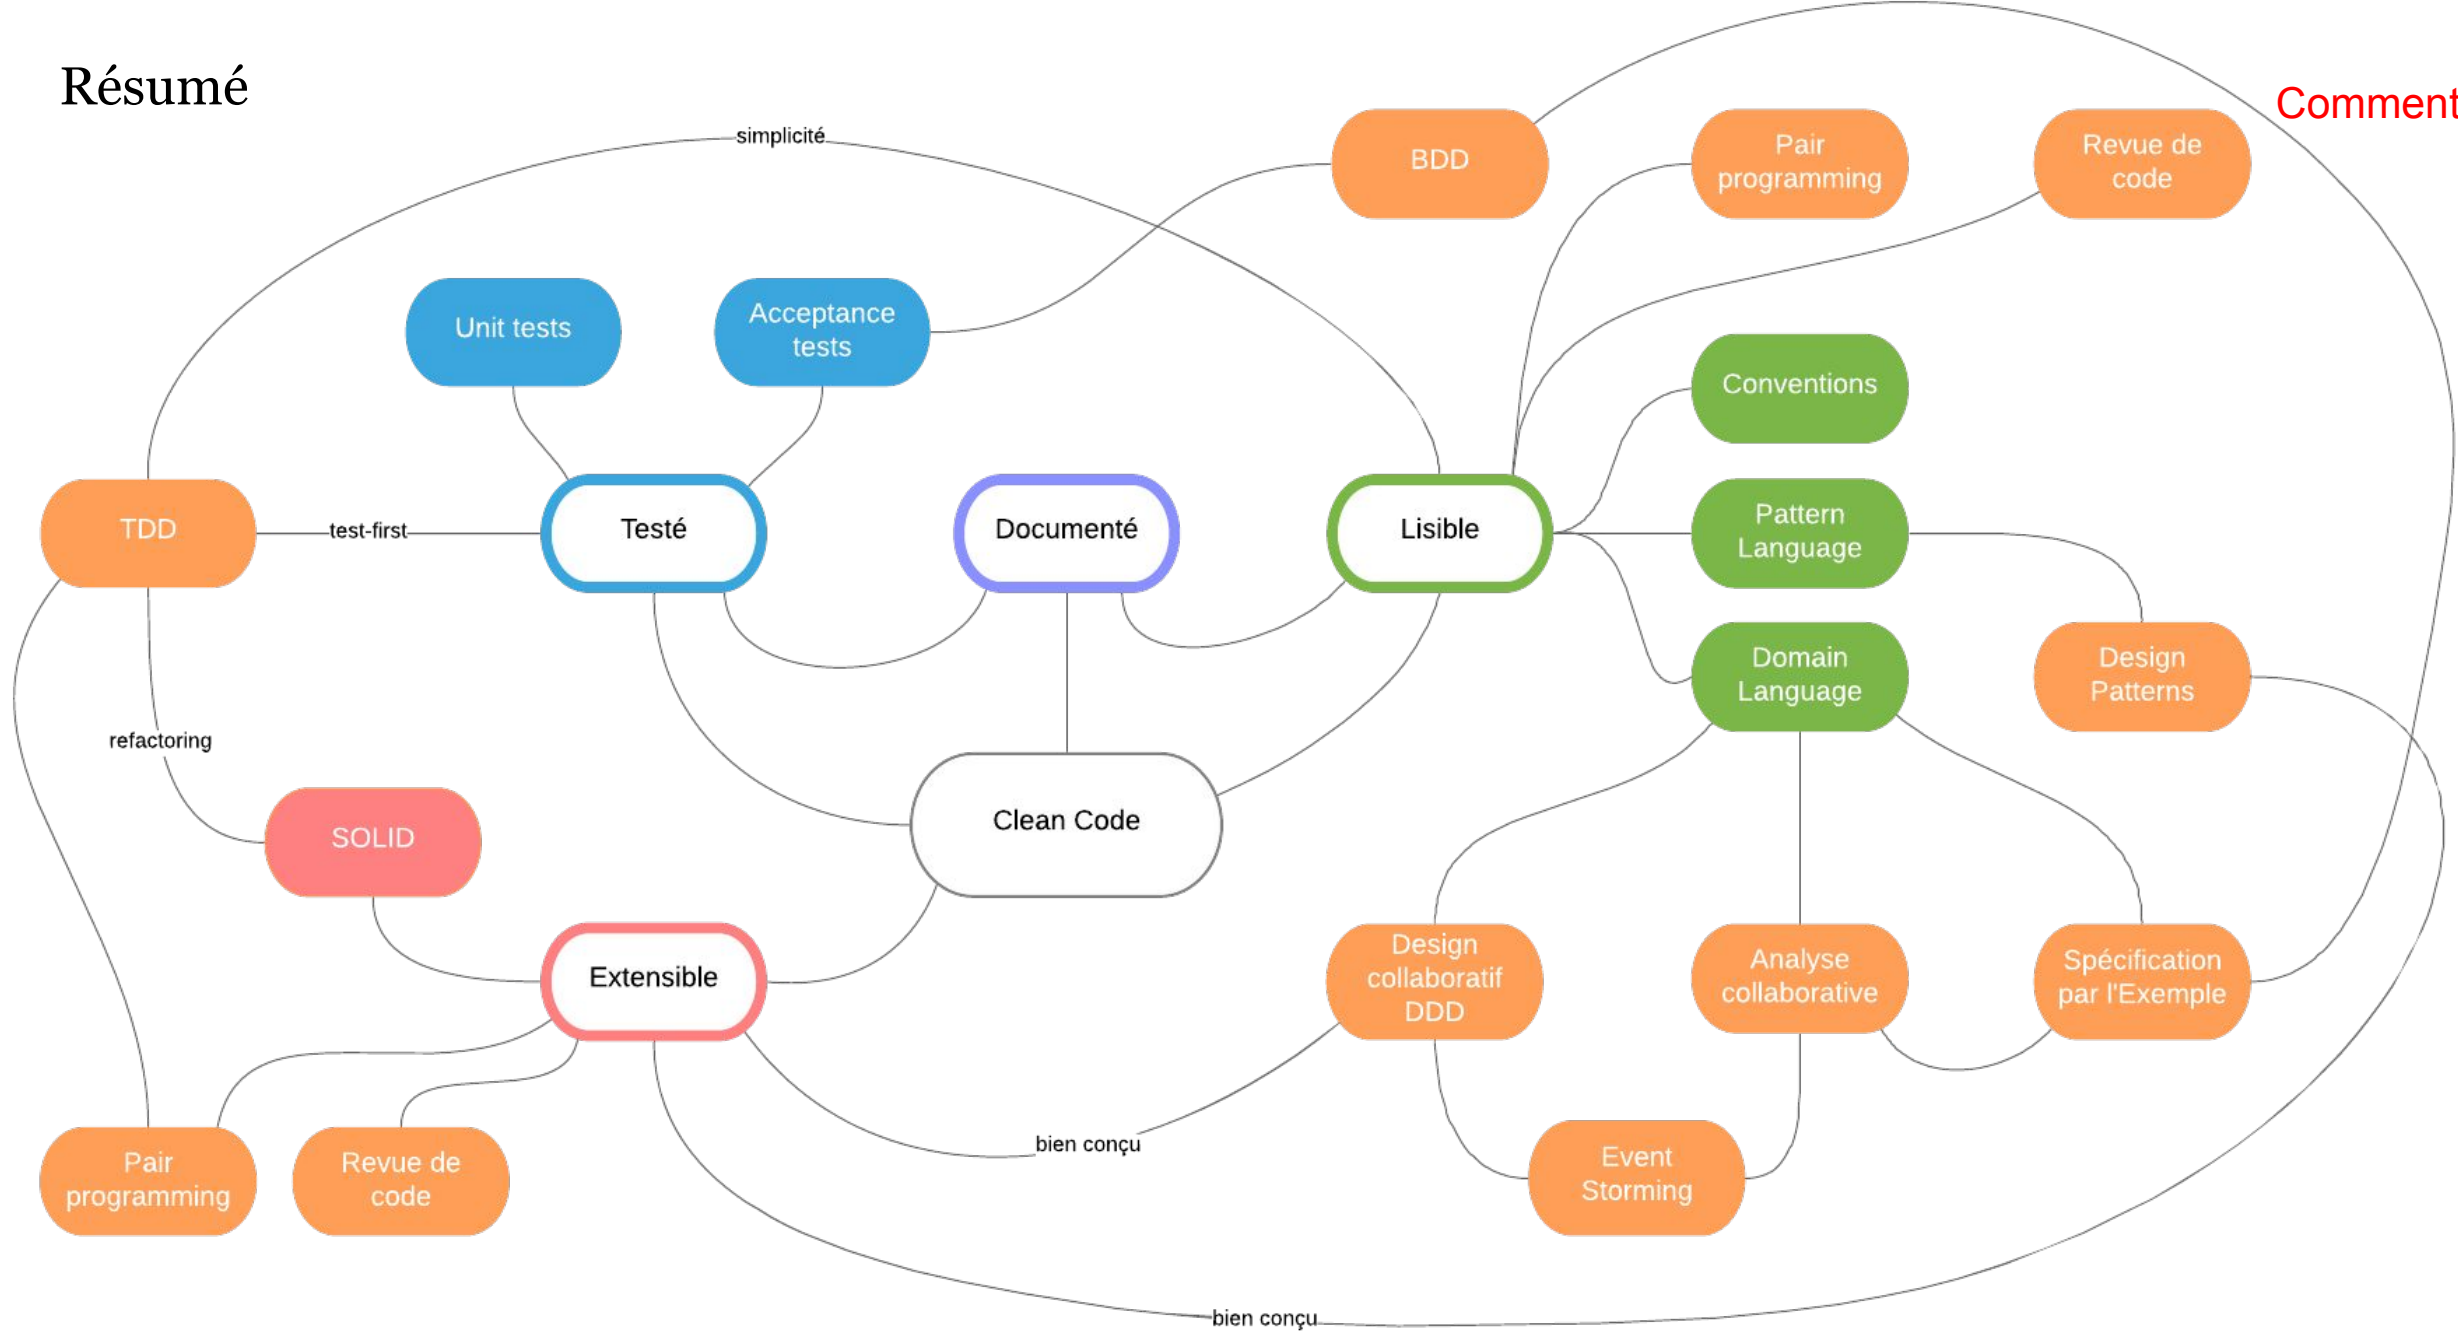 Résumé
Comment
simplicité
BDD
Pair
programming
Revue de
code
Unit tests
Acceptance
tests
Conventions
TDD
test-first
Testé
Documenté
Lisible
Pattern
Language
Domain
Language
Design
Patterns
refactoring
SOLID
Clean Code
Extensible
Design
collaboratif
DDD
Analyse
collaborative
Spécification
par l'Exemple
bien conçu
Pair
programming
Revue de
code
Event
Storming
bien conçu